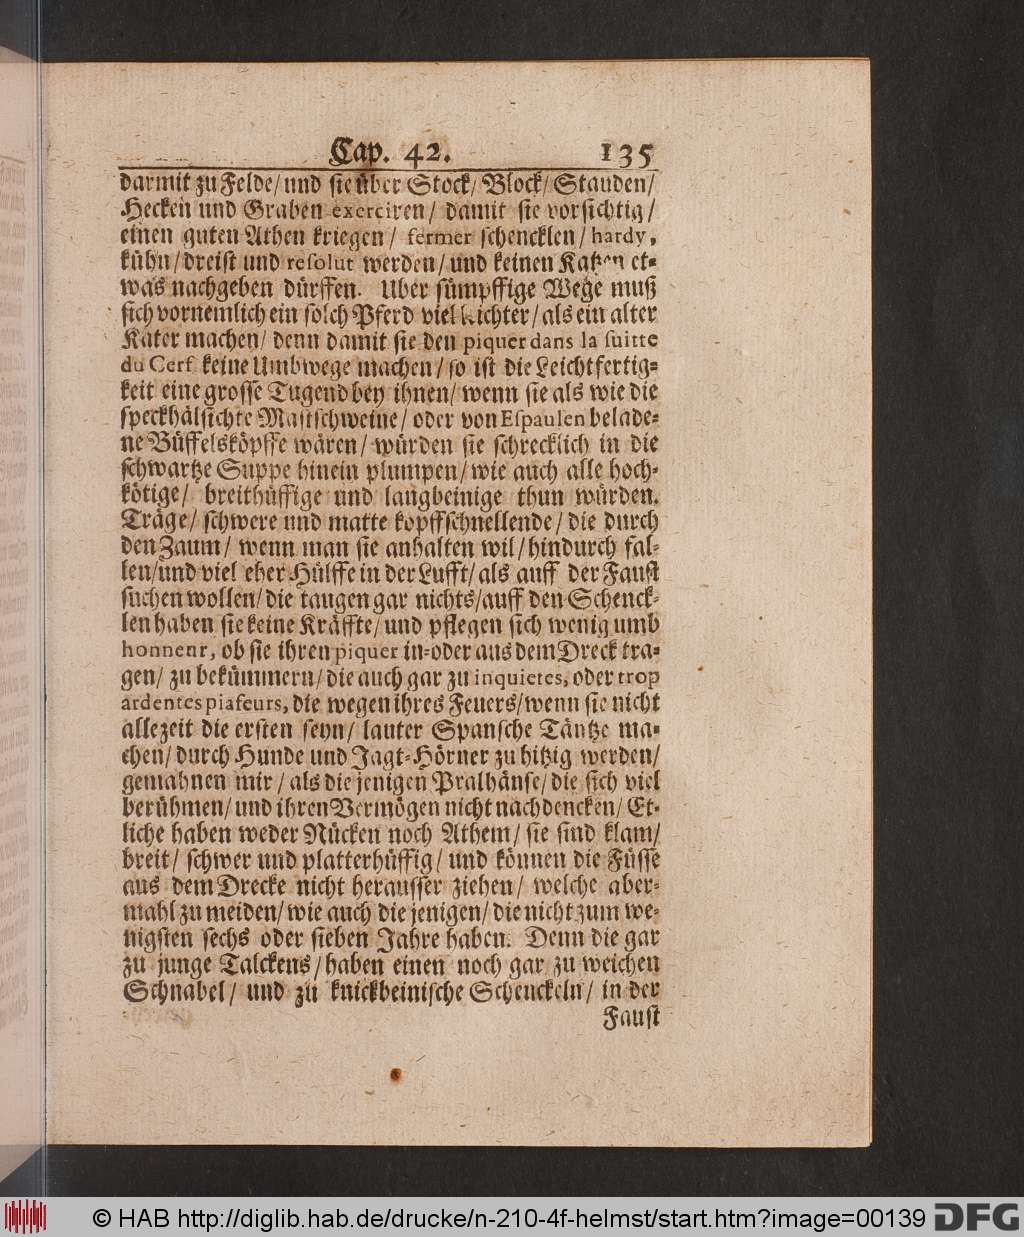 Cap. 42. 135
darmit zu Felde/ und sie über Stock/ Block/ Stauden/
Hecken und Graben exerciren/ damit sie vorsichtig/
einen guten Athen kriegen/ fermer schencklen/ hardy,
kühn/ dreist und resolut werden/ und keinen Katzen et⸗
was nachgeben dürffen. Uber sümpffige Wege muß
sich vornemlich ein solch Pferd viel leichter/ als ein alter
Kater machen/ denn damit sie den piquer dans la suitte
du Cerf keine Umbwege machen/ so ist die Leichtfertig⸗
keit eine grosse Tugend bey ihnen/ wenn sie als wie die
speckhälsichte Mastschweine/ oder von Espaulen belade⸗
ne Büffelsköpffe wären/ würden sie schrecklich in die
schwartze Suppe hinein plumpen/ wie auch alle hoch⸗
kötige/ breithüffige und langbeinige thun würden.
Träge/ schwere und matte kopffschnellende/ die durch
den Zaum/ wenn man sie anhalten wil/ hindurch fal⸗
len/ und viel eher Hülffe in der Lufft/ als auff der Faust
suchen wollen/ die taugen gar nichts/ auff den Schenck⸗
len haben sie keine Kräffte/ und pflegen sich wenig umb
honneur, ob sie ihren piquer in⸗oder aus dem Dreck tra⸗
gen/ zu bekümmern/ die auch gar zu inquietes, oder trop
ardentes piafeurs, die wegen ihres Feuers/ wenn sie nicht
allezeit die ersten seyn/ lauter Spansche Täntze ma⸗
chen/ durch Hunde und Jagt⸗Hörner zu hitzig werden/
gemahnen mir/ als die jenigen Pralhänse/ die sich viel
berühmen/ und ihren Vermögen nicht nachdencken/ Et⸗
liche haben weder Rücken noch Athem/ sie sind klam/
breit/ schwer und platterhüffig/ und können die Füsse
aus dem Drecke nicht herausser ziehen/ welche aber⸗
mahl zu meiden/ wie auch die jenigen/ die nicht zum we⸗
nigsten sechs oder sieben Jahre haben. Denn die gar
zu junge Talckens/ haben einen noch gar zu weichen
Schnabel/ und zu knickbeinische Schenckeln/ in der
Faust
© HAB http://diglib.hab.de/drucke/n-210-4f-helmst/start.htm?image=00139 DFG